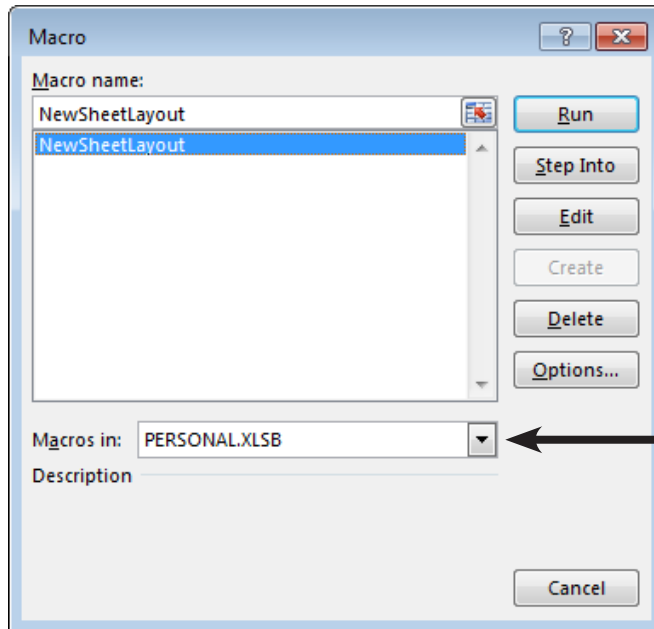 Macro
Macro name:
NewSheetLayout
NewSheetLayout
Run
Step Into
Edit
Create
Delete
Options...
Macros in: PERSONAL.XLSB
Description
Cancel